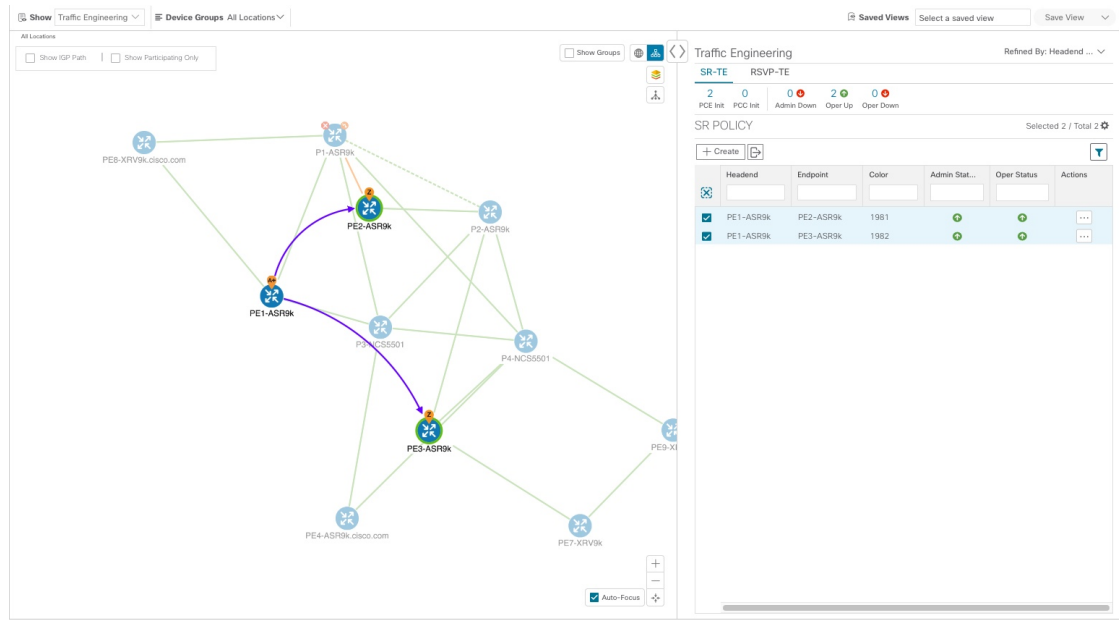 Show Traffic Engineering Device Groups All Locations Saved Views Select a saved view Save View
All Locations
Show IGP Path | Show Participating Only
Show Groups
PE8-XRV9k.cisco.com
P1-ASR9k
Z
PE2-ASR9k
P2-ASR9k
A+
PE1-ASR9k
P3-NCS5501
P4-NCS5501
Z
PE3-ASR9k
PE9-X
PE4-ASR9k.cisco.com
PE7-XRV9k
Auto-Focus
Traffic Engineering Refined By: Headend ...
SR-TE RSVP-TE
2 0 0 2 0
PCE Init PCC Init Admin Down Oper Up Oper Down
SR POLICY Selected 2 / Total 2
+ Create
Headend Endpoint Color Admin Stat... Oper Status Actions
PE1-ASR9k PE2-ASR9k 1981 ...
PE1-ASR9k PE3-ASR9k 1982 ...